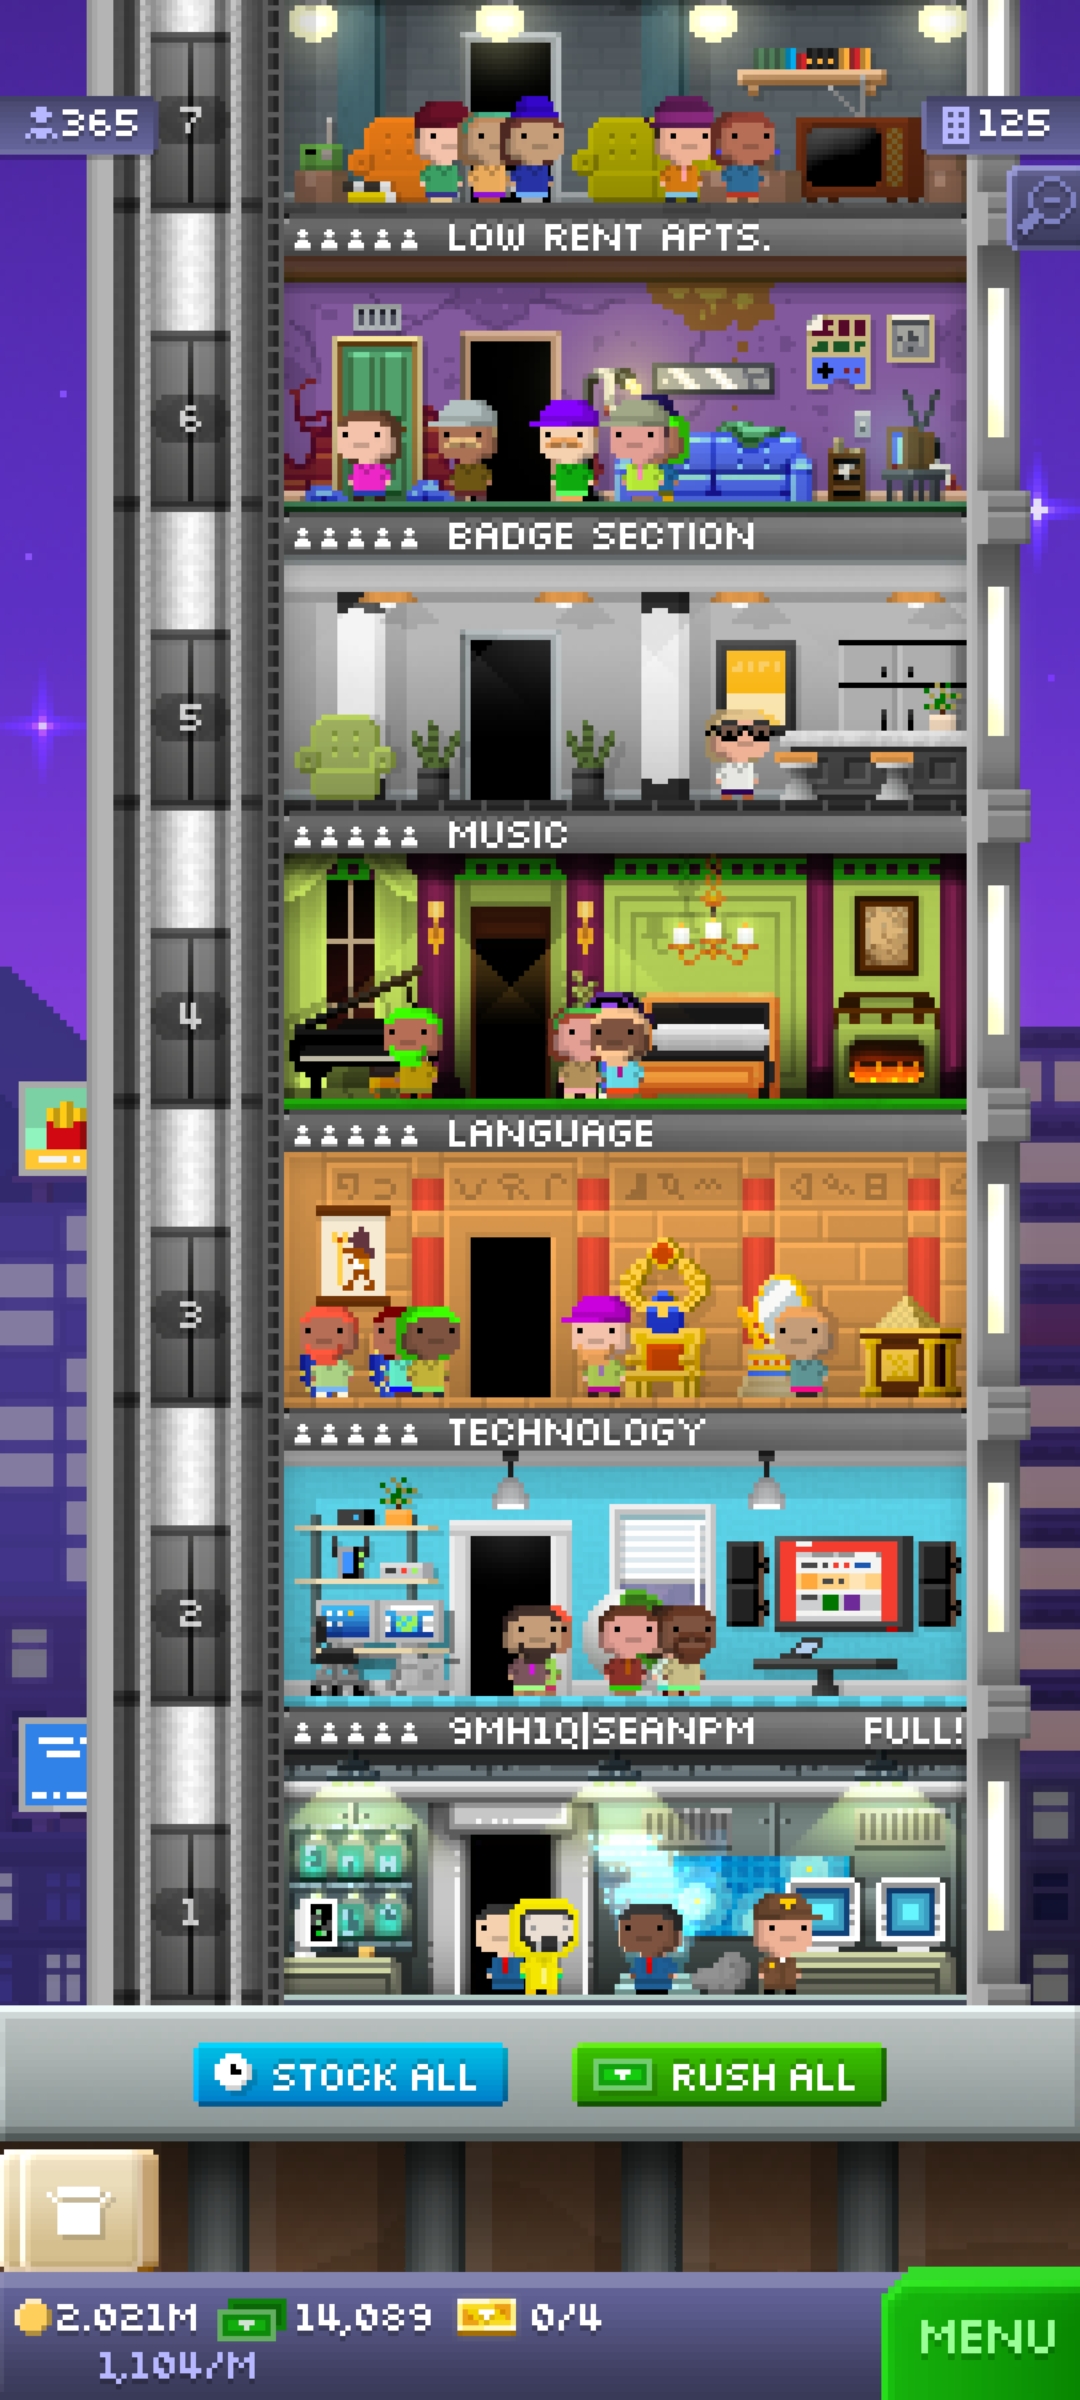 365
7
125
LOW RENT APTS.
6
BADGE SECTION
5
MUSIC
4
LANGUAGE
3
TECHNOLOGY
2
9MH1Q|SEANPM FULL!
1
STOCK ALL
RUSH ALL
2.021M 14,089 0/4
1,104/M
MENU